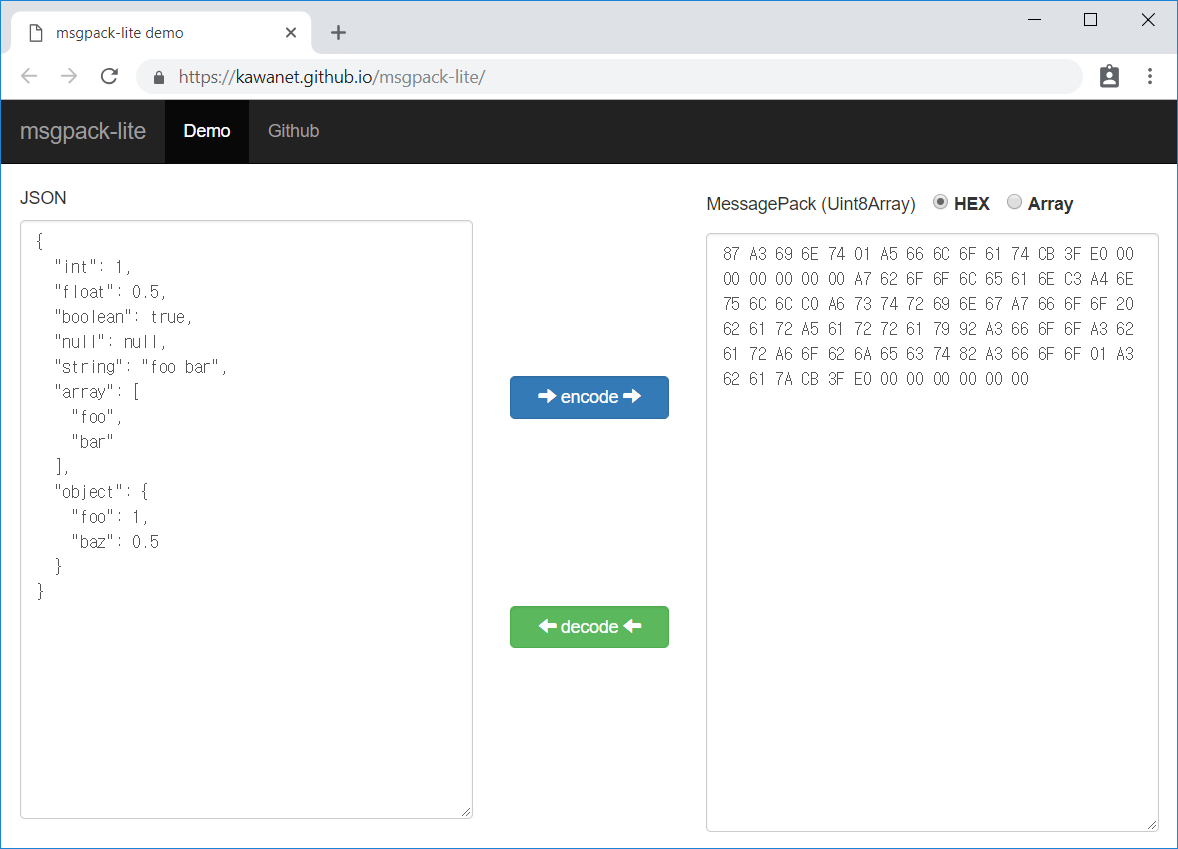 msgpack-lite demo
https://kawanet.github.io/msgpack-lite/
msgpack-lite Demo Github
JSON
{
  "int": 1,
  "float": 0.5,
  "boolean": true,
  "null": null,
  "string": "foo bar",
  "array": [
    "foo",
    "bar"
  ],
  "object": {
    "foo": 1,
    "baz": 0.5
  }
}
encode
decode
MessagePack (Uint8Array) HEX Array
87 A3 69 6E 74 01 A5 66 6C 6F 61 74 CB 3F E0 00
00 00 00 00 00 A7 62 6F 6F 6C 65 61 6E C3 A4 6E
75 6C 6C C0 A6 73 74 72 69 6E 67 A7 66 6F 6F 20
62 61 72 A5 61 72 72 61 79 92 A3 66 6F 6F A3 62
61 72 A6 6F 62 6A 65 63 74 82 A3 66 6F 6F 01 A3
62 61 7A CB 3F E0 00 00 00 00 00 00